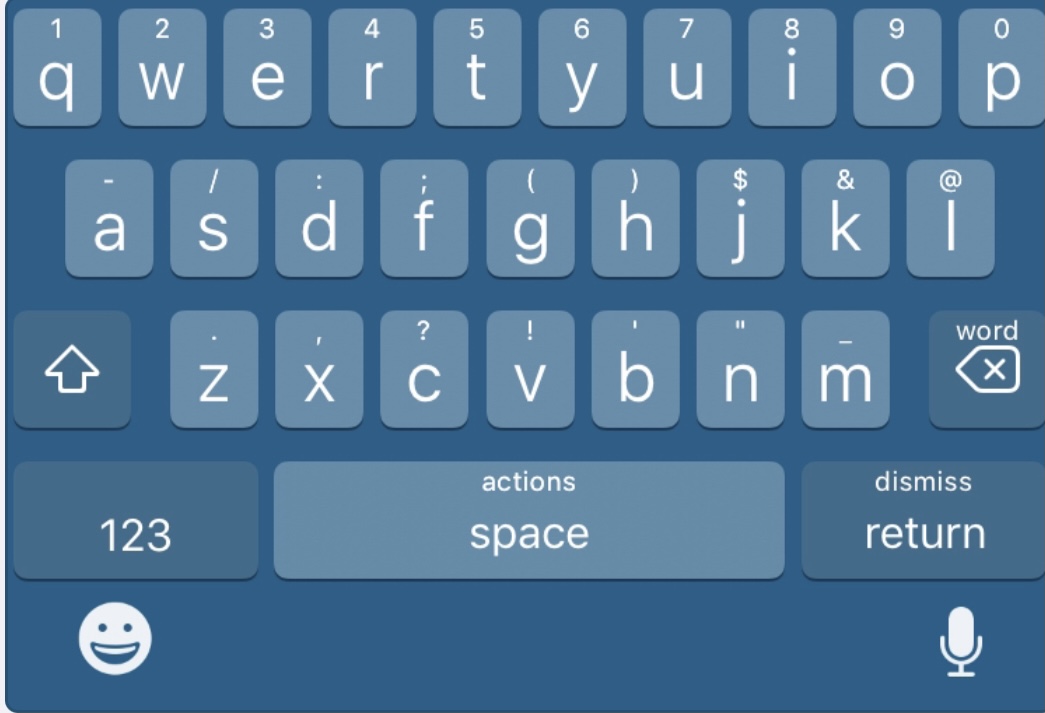 1 2 3 4 5 6 7 8 9 0
q w e r t y u i o p
- / : ; ( ) $ & @
a s d f g h j k l
. , ? ! ' " _ word
z x c v b n m
actions dismiss
123 space return